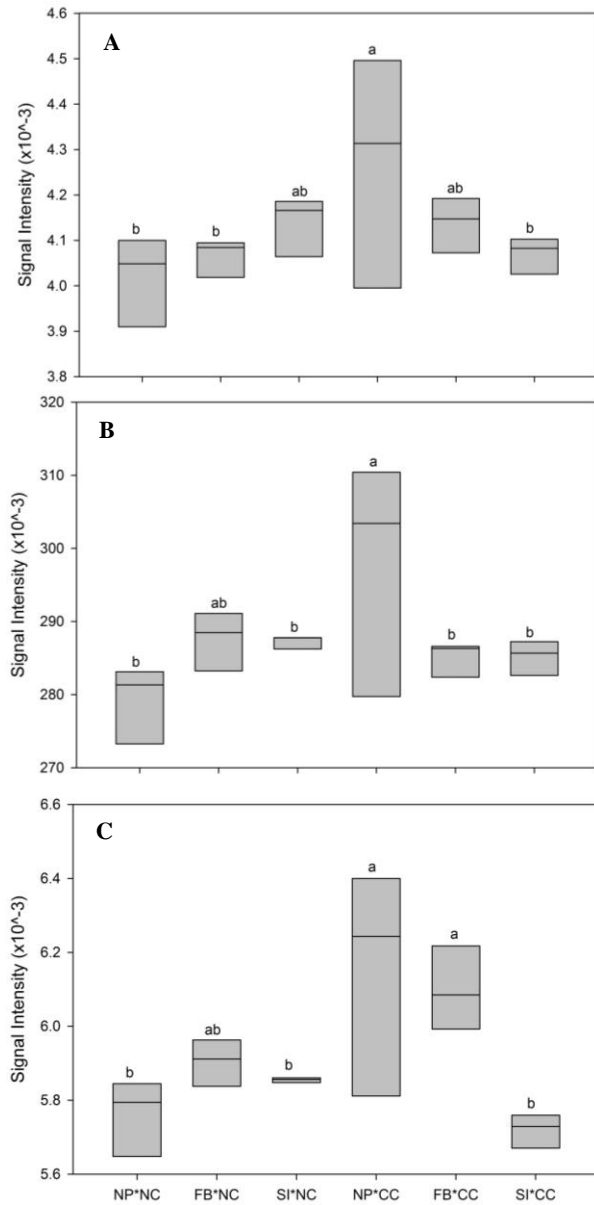 A
Signal Intensity (x10^-3)
4.6
4.5
4.4
4.3
4.2
4.1
4.0
3.9
3.8
b
b
ab
a
ab
b
B
Signal Intensity (x10^-3)
320
310
300
290
280
270
b
ab
b
a
b
b
C
Signal Intensity (x10^-3)
6.6
6.4
6.2
6.0
5.8
5.6
b
ab
b
a
a
b
NP*NC FB*NC SI*NC NP*CC FB*CC SI*CC